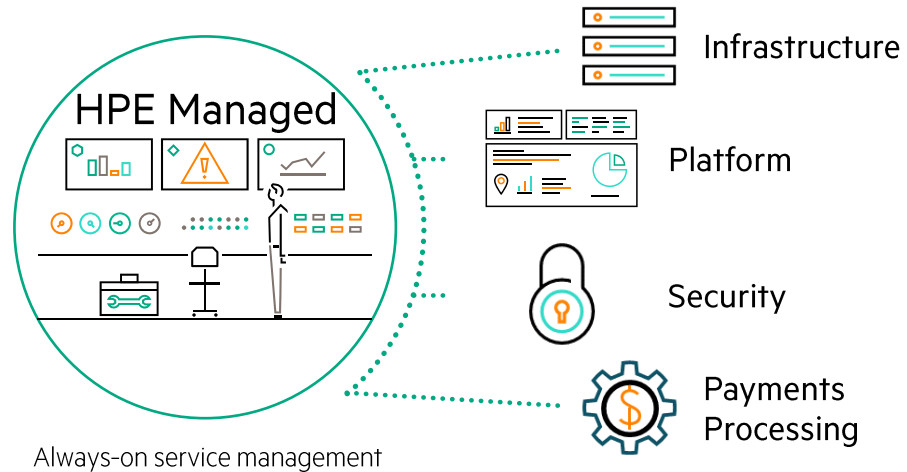 HPE Managed
Infrastructure
Platform
Security
Payments
Processing
Always-on service management